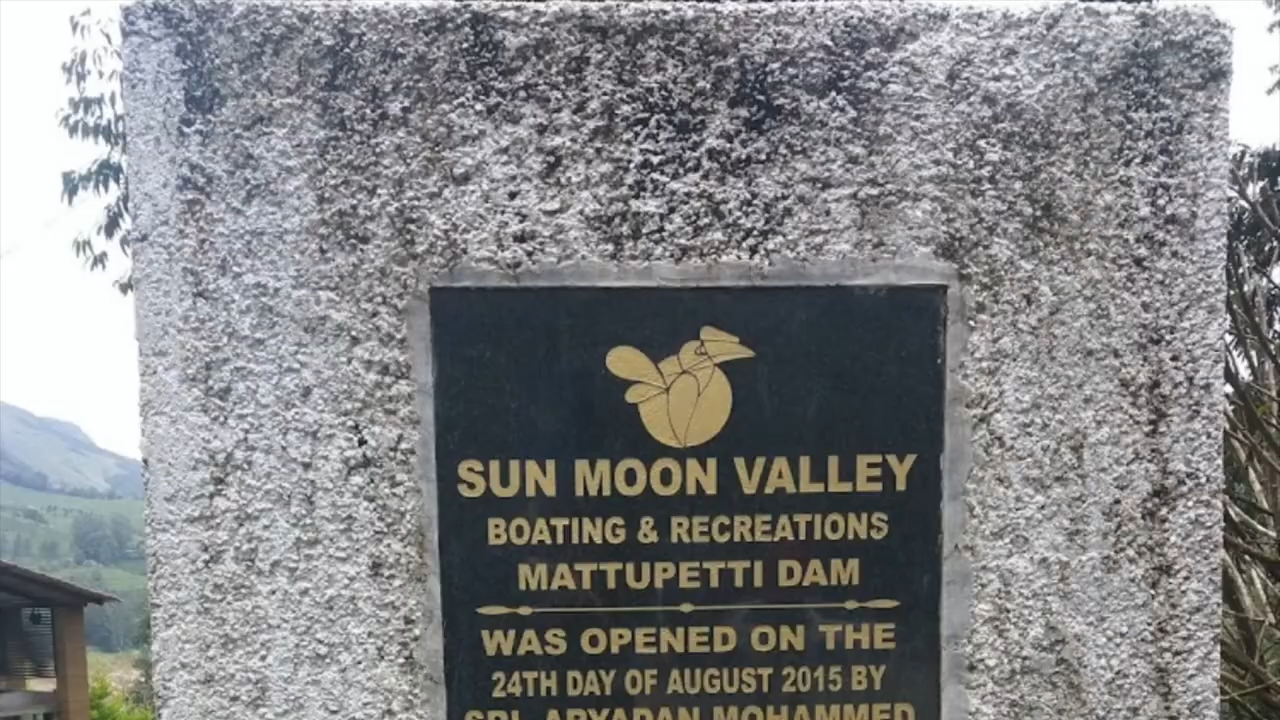 SUN MOON VALLEY
BOATING & RECREATIONS
MATTUPETTI DAM
WAS OPENED ON THE
24TH DAY OF AUGUST 2015 BY
SRI. ARYADAN MOHAMMED